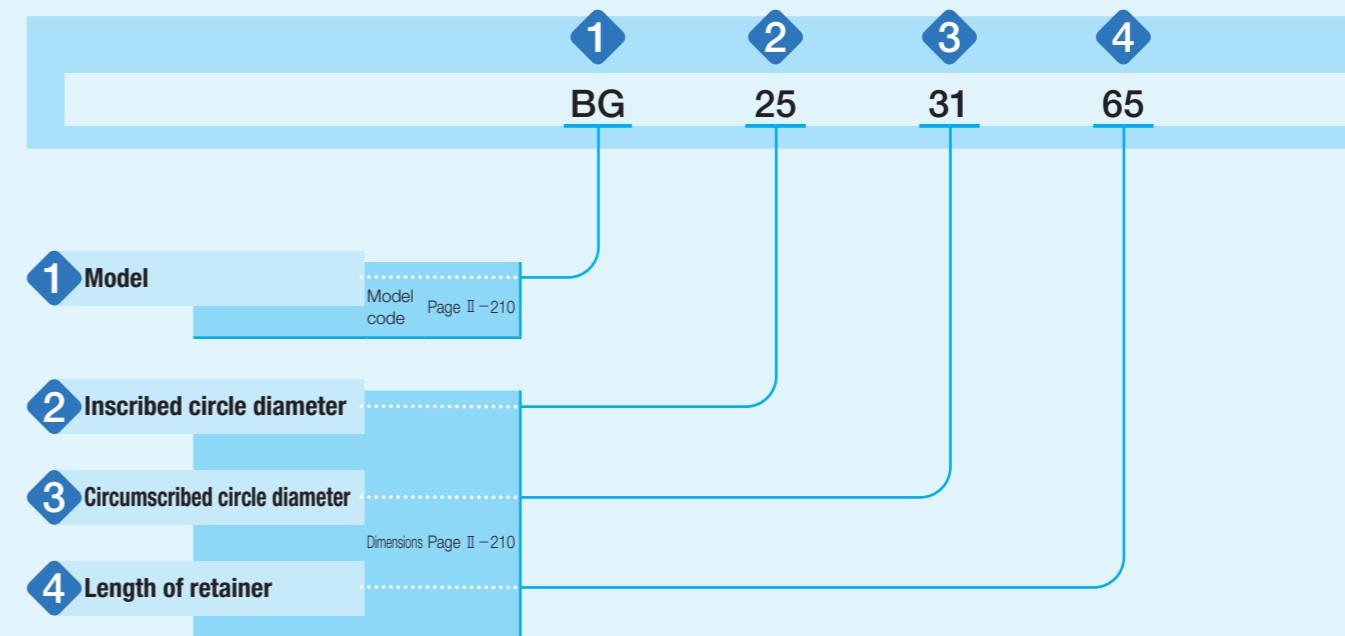 1 2 3 4
BG 25 31 65
1 Model
Model
code Page Ⅱ－210
2 Inscribed circle diameter
3 Circumscribed circle diameter
Dimensions Page Ⅱ－210
4 Length of retainer